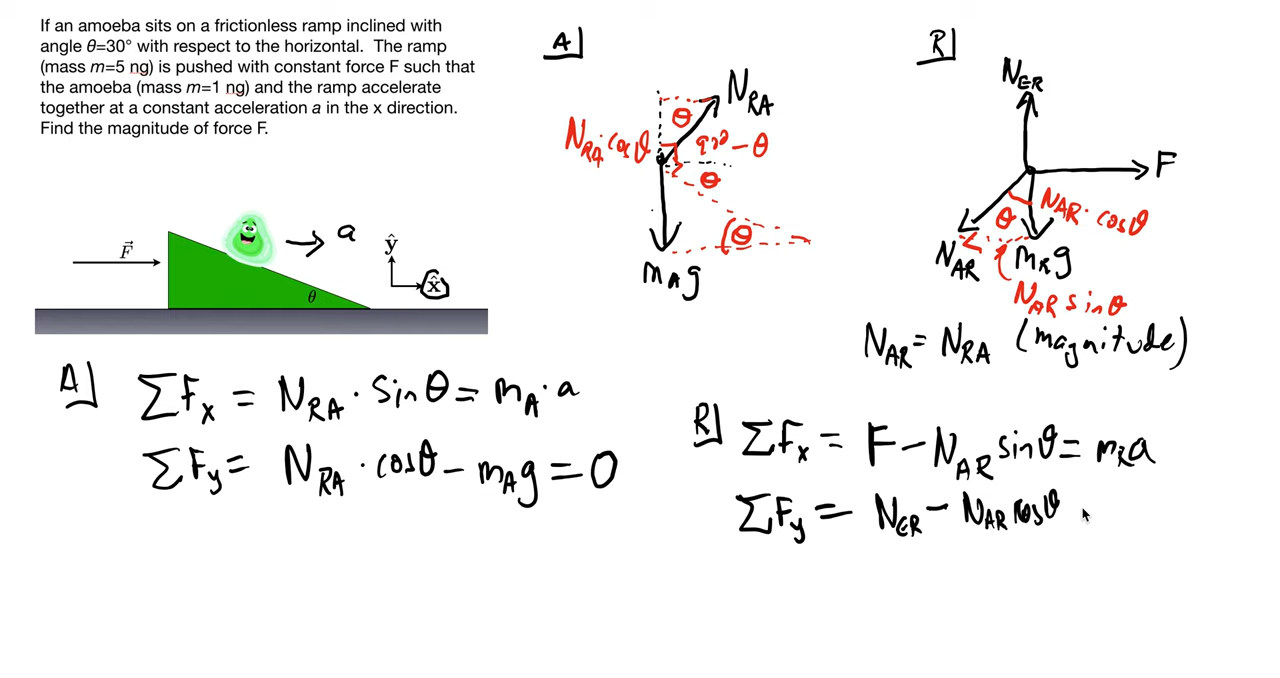 If an amoeba sits on a frictionless ramp inclined with
angle θ=30° with respect to the horizontal. The ramp
(mass m=5 ng) is pushed with constant force F such that
the amoeba (mass m=1 ng) and the ramp accelerate
together at a constant acceleration a in the x direction.
Find the magnitude of force F.
F⃗
a
ŷ
x̂
θ
A]
N_RA
θ
N_RA·cosθ
90°-θ
θ
θ
m_A g
R]
N_ER
F
θ
N_AR·cosθ
N_AR
m_R g
N_AR sinθ
N_AR = N_RA (magnitude)
A] ΣF_x = N_RA · sinθ = m_A · a
ΣF_y = N_RA · cosθ - m_A g = 0
R] ΣF_x = F - N_AR sinθ = m_R a
ΣF_y = N_ER - N_AR cosθ